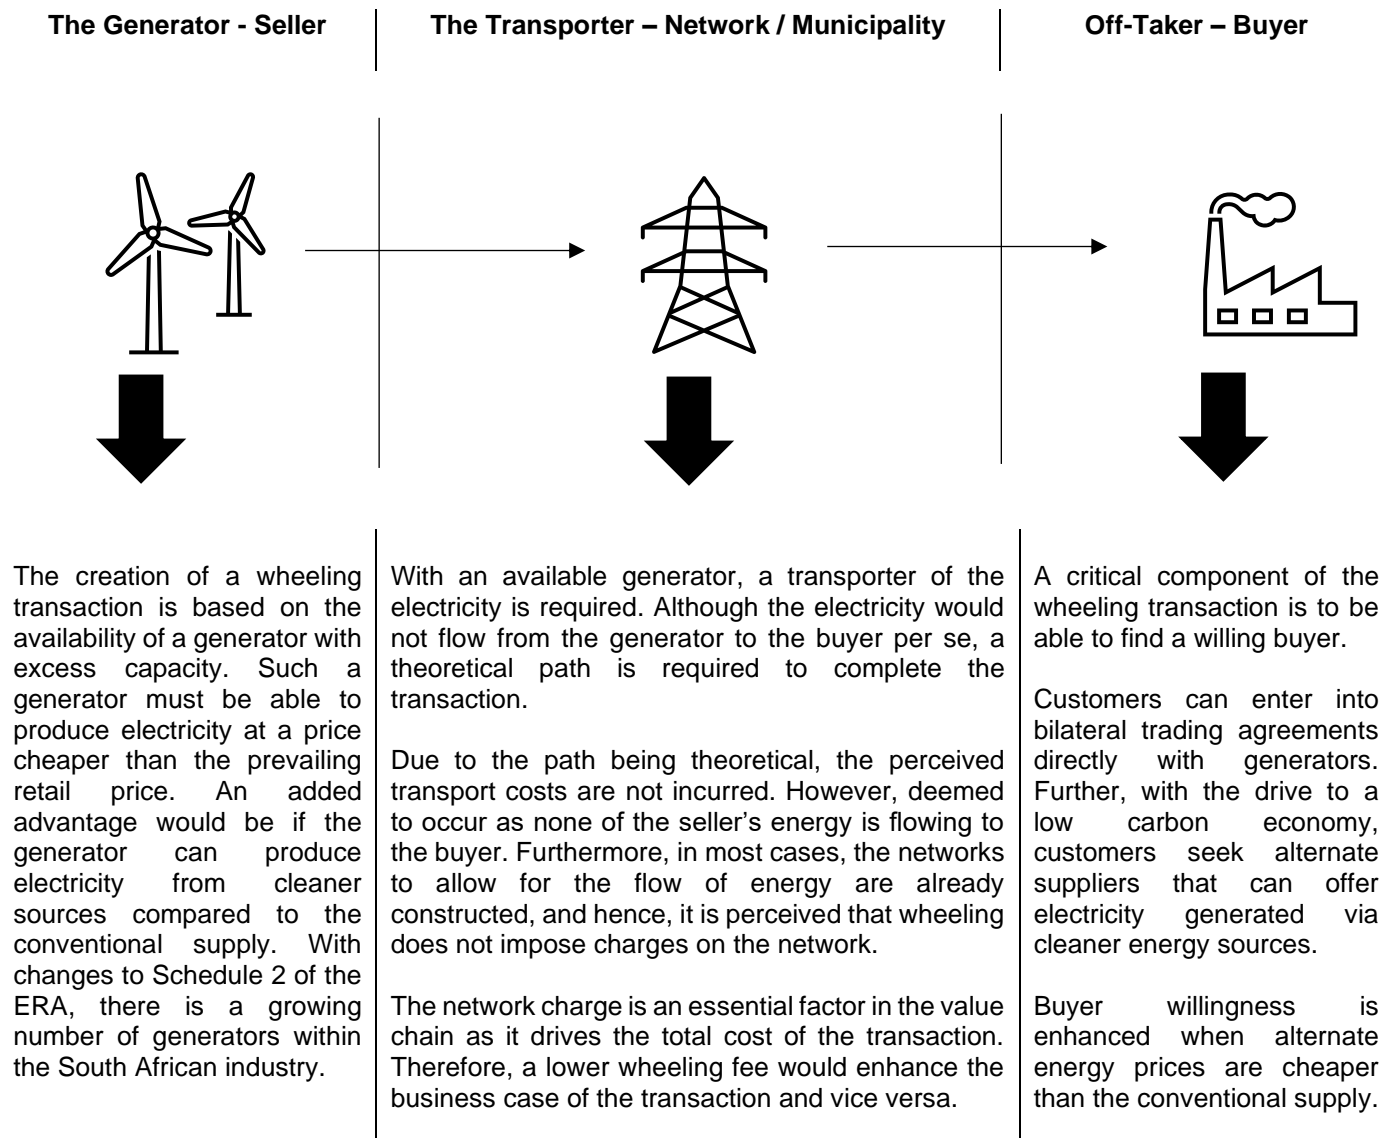 The Generator - Seller
The Transporter – Network / Municipality
Off-Taker – Buyer
The creation of a wheeling
transaction is based on the
availability of a generator with
excess capacity. Such a
generator must be able to
produce electricity at a price
cheaper than the prevailing
retail price. An added
advantage would be if the
generator can produce
electricity from cleaner
sources compared to the
conventional supply. With
changes to Schedule 2 of the
ERA, there is a growing
number of generators within
the South African industry.
With an available generator, a transporter of the
electricity is required. Although the electricity would
not flow from the generator to the buyer per se, a
theoretical path is required to complete the
transaction.
Due to the path being theoretical, the perceived
transport costs are not incurred. However, deemed
to occur as none of the seller's energy is flowing to
the buyer. Furthermore, in most cases, the networks
to allow for the flow of energy are already
constructed, and hence, it is perceived that wheeling
does not impose charges on the network.
The network charge is an essential factor in the value
chain as it drives the total cost of the transaction.
Therefore, a lower wheeling fee would enhance the
business case of the transaction and vice versa.
A critical component of the
wheeling transaction is to be
able to find a willing buyer.
Customers can enter into
bilateral trading agreements
directly with generators.
Further, with the drive to a
low carbon economy,
customers seek alternate
suppliers that can offer
electricity generated via
cleaner energy sources.
Buyer willingness is
enhanced when alternate
energy prices are cheaper
than the conventional supply.